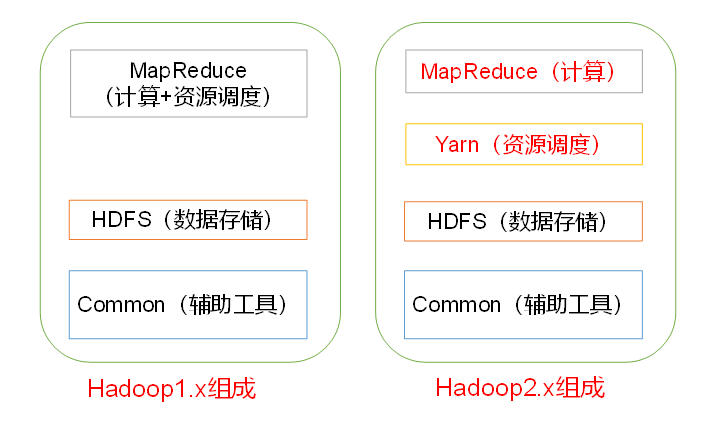 MapReduce
（计算+资源调度）
HDFS（数据存储）
Common（辅助工具）
Hadoop1.x组成
MapReduce（计算）
Yarn（资源调度）
HDFS（数据存储）
Common（辅助工具）
Hadoop2.x组成